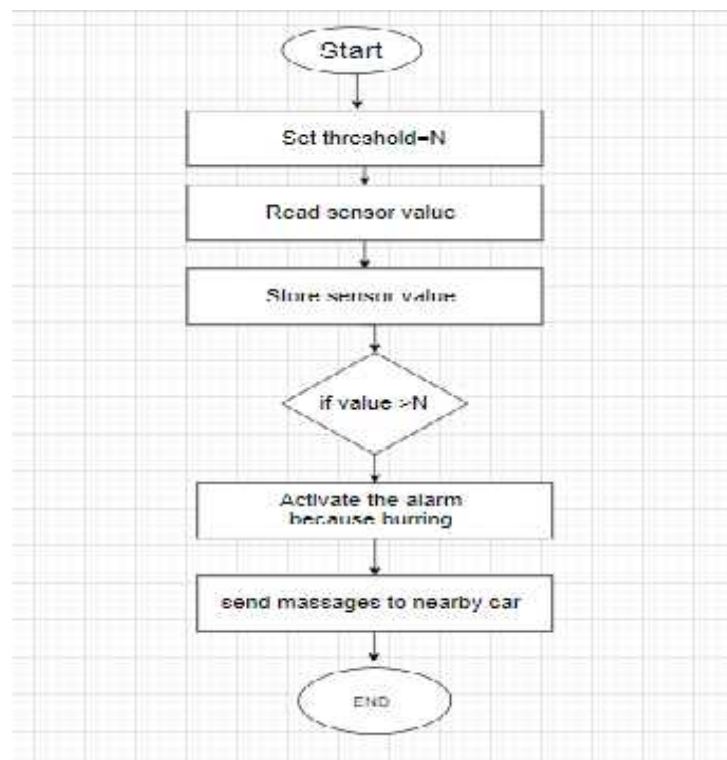 Start
Set threshold=N
Read sensor value
Store sensor value
if value >N
Activate the alarm
because burring
send massages to nearby car
END